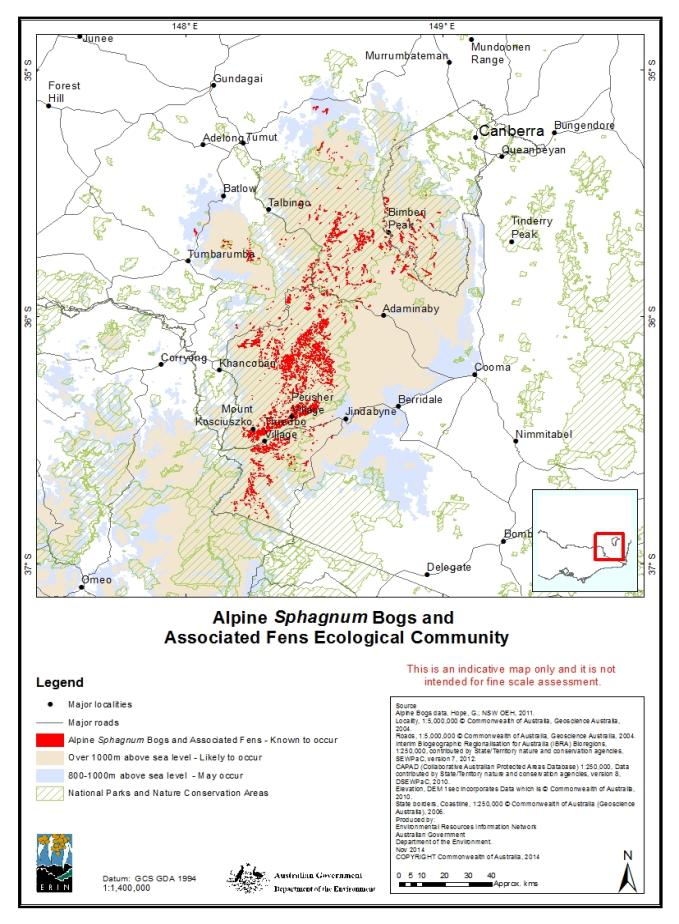 148° E
149° E
35° S
35° S
36° S
36° S
37° S
37° S
Junee
Murrumbateman
Mundoonen
Range
Gundagai
Forest
Hill
Canberra
Bungendore
Adelong
Tumut
Queanbeyan
Batlow
Talbingo
Bimberi
Peak
Tinderry
Peak
Tumbarumba
Adaminaby
Corryong
Khancoban
Cooma
Perisher
Village
Berridale
Mount
Kosciuszko
Jindabyne
Thredbo
Village
Nimmitabel
Bomb
Delegate
Omeo
Alpine Sphagnum Bogs and
Associated Fens Ecological Community
This is an indicative map only and it is not
intended for fine scale assessment.
Legend
Major localities
Major roads
Alpine Sphagnum Bogs and Associated Fens - Known to occur
Over 1000m above sea level - Likely to occur
800-1000m above sea level - May occur
National Parks and Nature Conservation Areas
Source
Alpine Bogs data, Hope, G.; NSW OEH, 2011.
Locality, 1:5,000,000 © Commonwealth of Australia, Geoscience Australia,
2004.
Roads, 1:5,000,000 © Commonwealth of Australia, Geoscience Australia, 2004.
Interim Biogeographic Regionalisation for Australia (IBRA) Bioregions,
1:250,000, contributed by State/Territory nature and conservation agencies,
SEWPaC, version 7, 2012.
CAPAD (Collaborative Australian Protected Areas Database) 1:250,000, Data
contributed by State/Territory nature and conservation agencies, version 8,
DSEWPaC, 2010.
Elevation, DEM 1sec incorporates Data which is © Commonwealth of Australia,
2010.
State borders, Coastline, 1:250,000 © Commonwealth of Australia (Geoscience
Australia), 2006.
Produced by:
Environmental Resources Information Network
Australian Government
Department of the Environment.
Nov 2014
COPYRIGHT Commonwealth of Australia, 2014
N
0 5 10 20 30 40
Approx. kms
ERIN
Datum: GCS GDA 1994
1:1,400,000
Australian Government
Department of the Environment